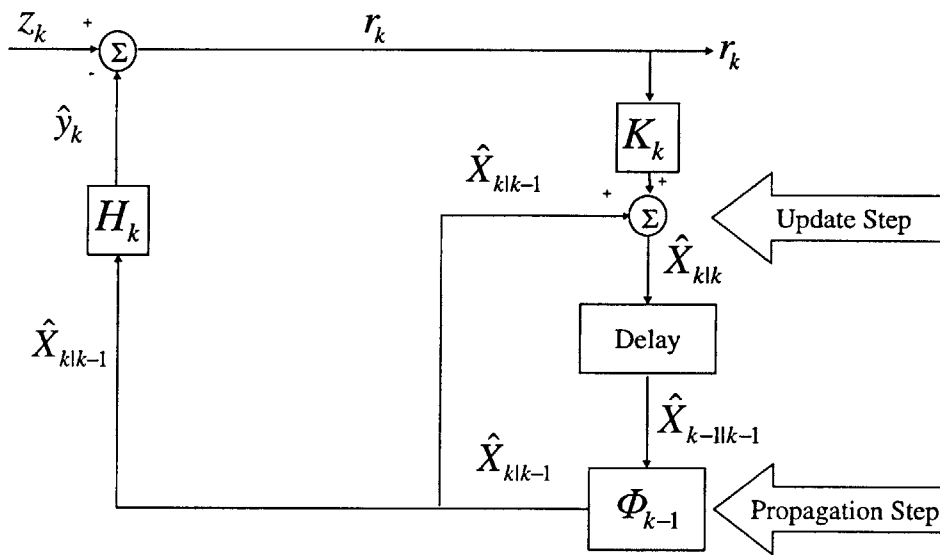 z_k
+
r_k
Σ
r_k
-
+
ŷ_k
K_k
X̂_{k|k-1}
+
+
H_k
Σ
Update Step
X̂_{k|k}
X̂_{k|k-1}
Delay
X̂_{k-1|k-1}
X̂_{k|k-1}
Φ_{k-1}
Propagation Step